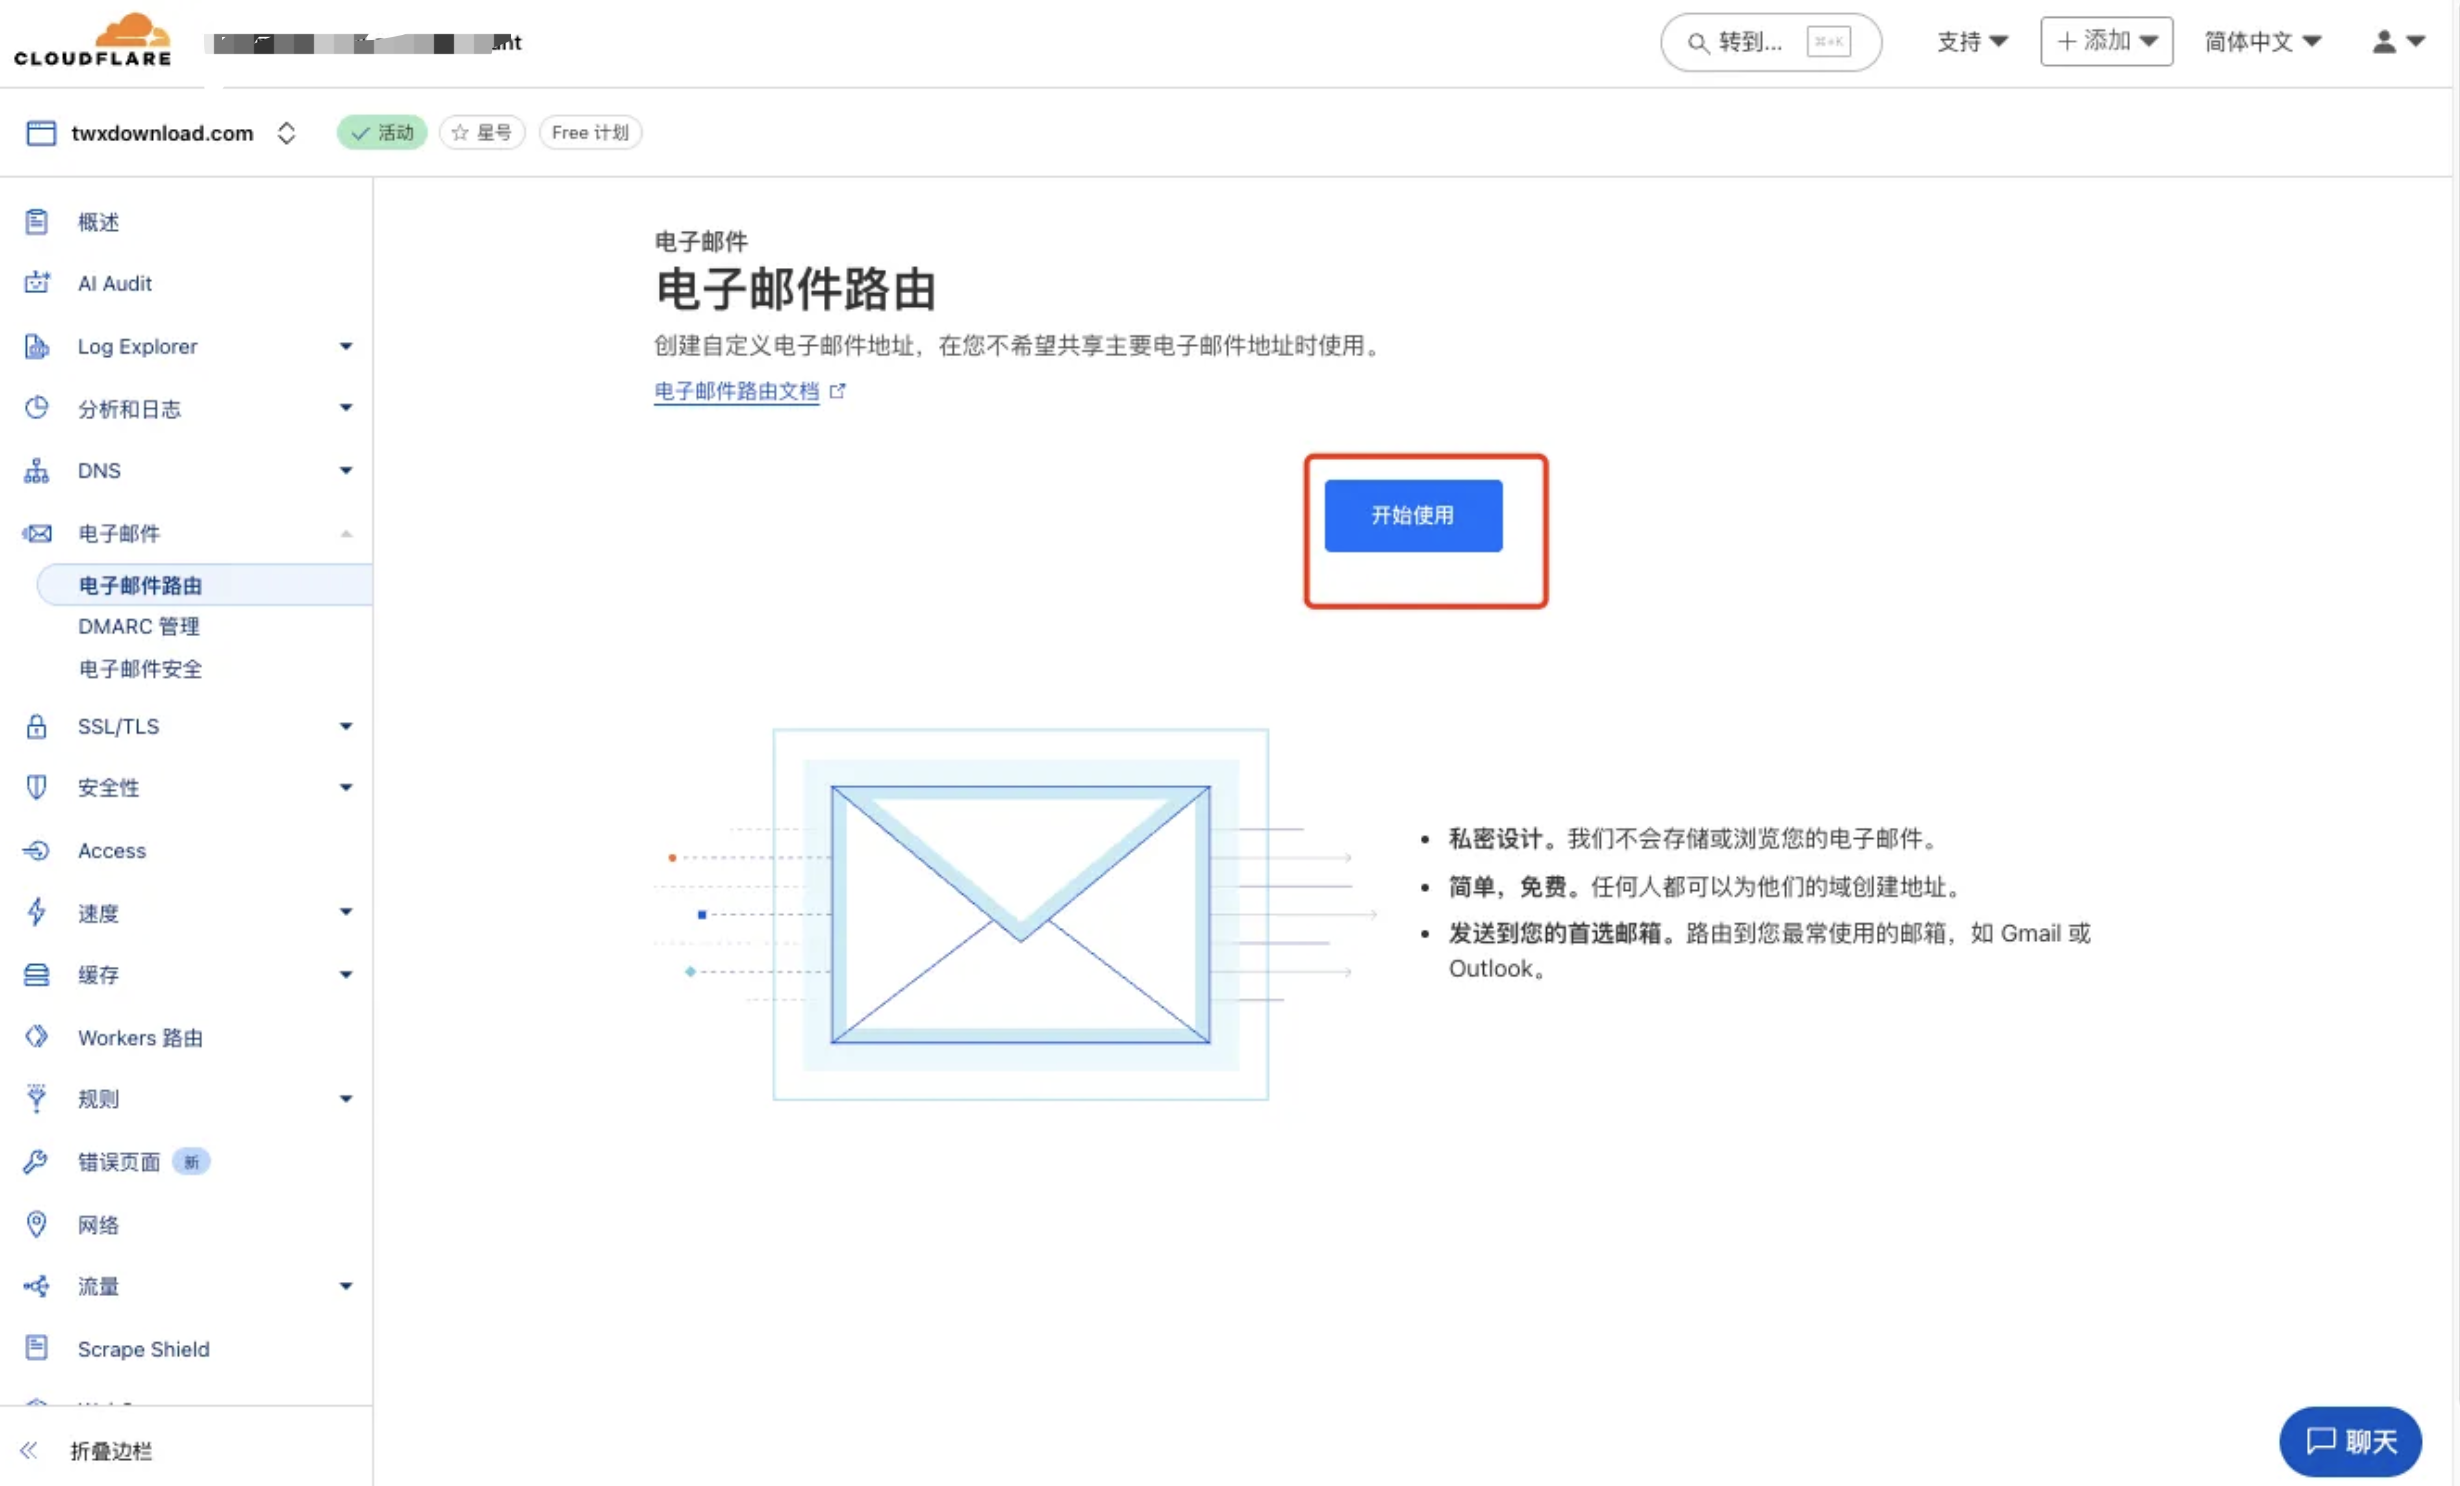 CLOUDFLARE
转到... ⌘+K
支持
+ 添加
简体中文
twxdownload.com
活动
星号
Free 计划
概述
AI Audit
Log Explorer
分析和日志
DNS
电子邮件
电子邮件路由
DMARC 管理
电子邮件安全
SSL/TLS
安全性
Access
速度
缓存
Workers 路由
规则
错误页面 新
网络
流量
Scrape Shield
折叠边栏
电子邮件
电子邮件路由
创建自定义电子邮件地址，在您不希望共享主要电子邮件地址时使用。
电子邮件路由文档
开始使用
私密设计。我们不会存储或浏览您的电子邮件。
简单，免费。任何人都可以为他们的域创建地址。
发送到您的首选邮箱。路由到您最常使用的邮箱，如 Gmail 或
Outlook。
聊天